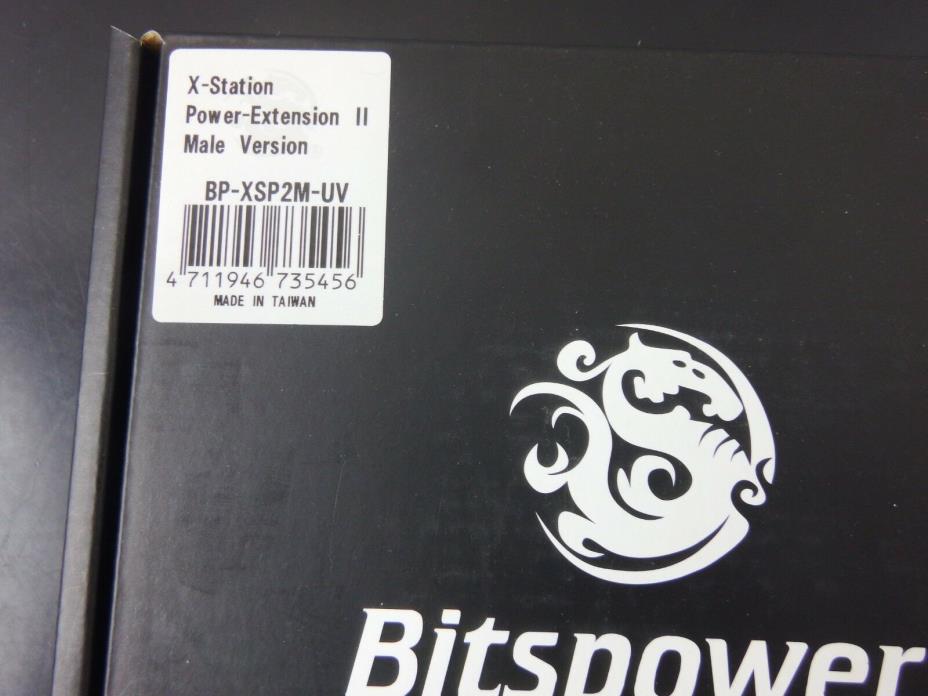 X-Station
Power-Extension II
Male Version
BP-XSP2M-UV
4 711946 735456
MADE IN TAIWAN
Bitspower